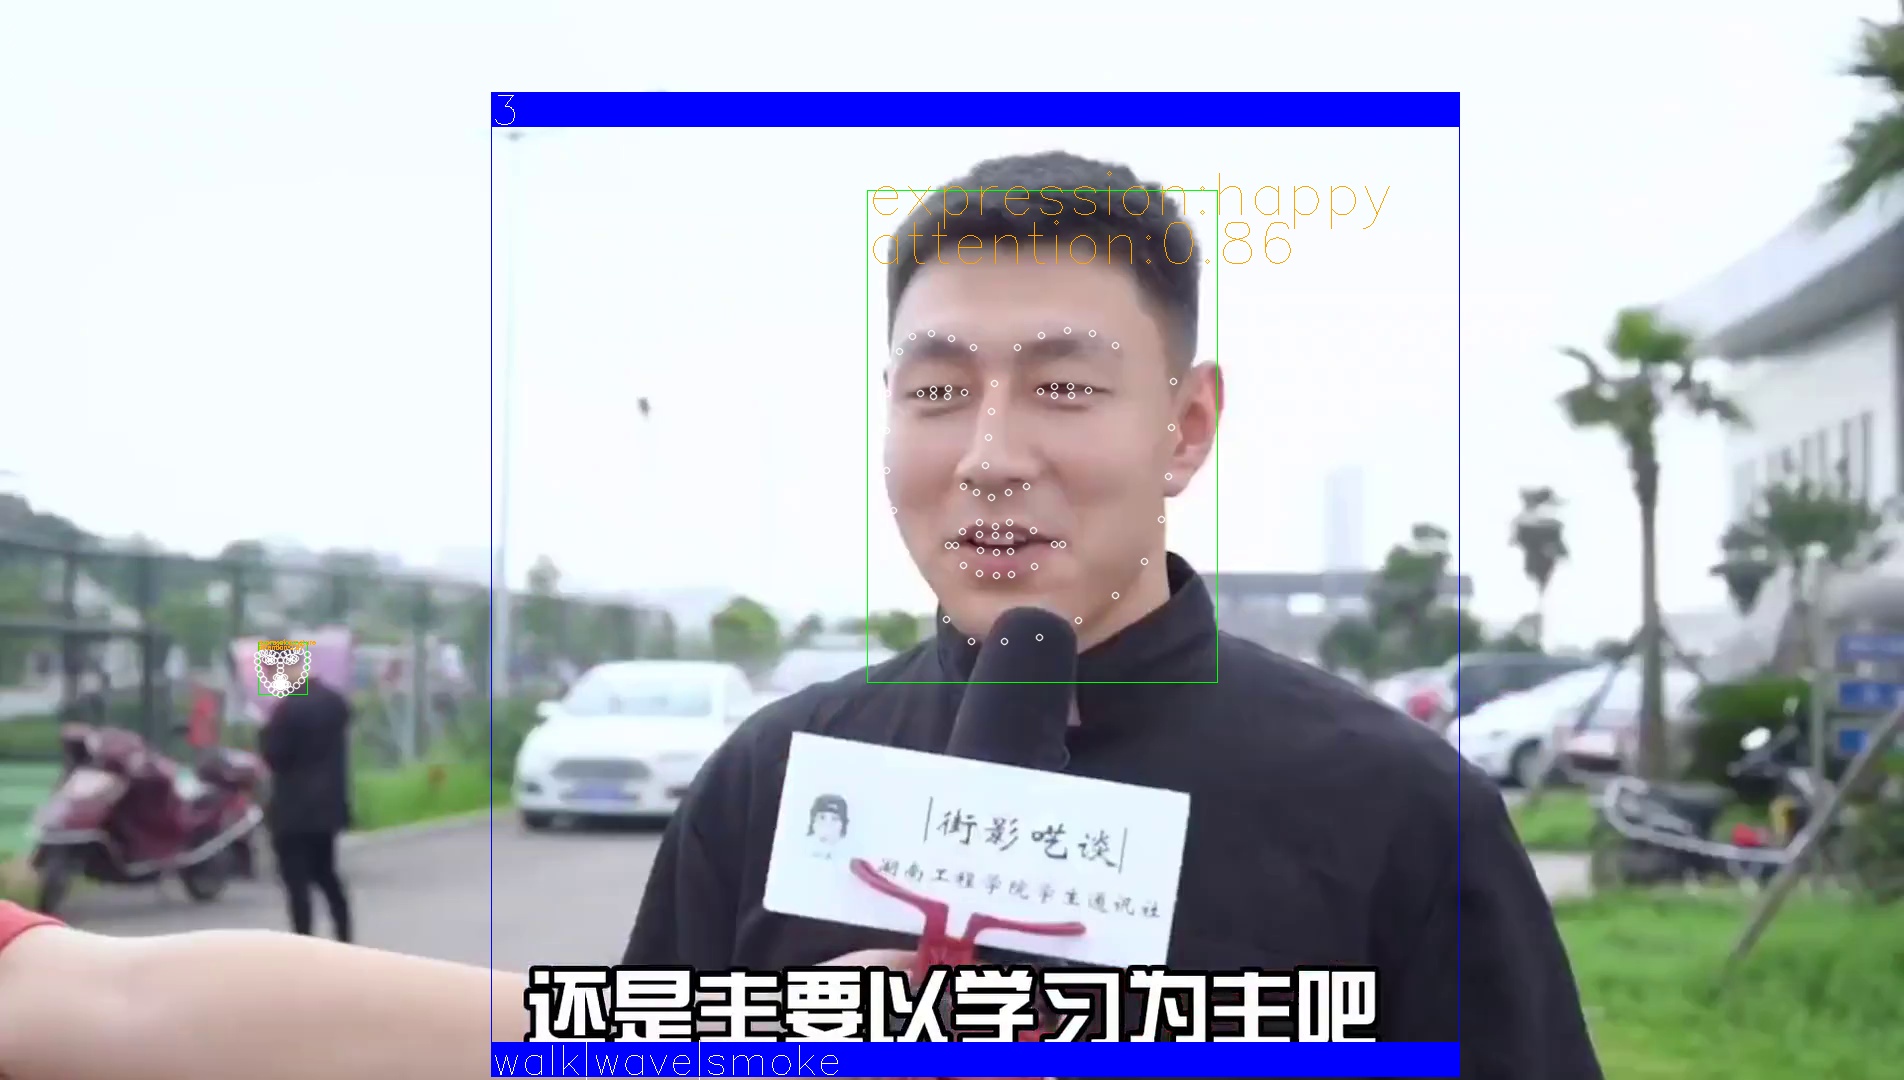 3
expression:happy
attention:0.86
街影呓谈
湖南工程学院学生通讯社
还是主要以学习为主吧
walk|wave|smoke